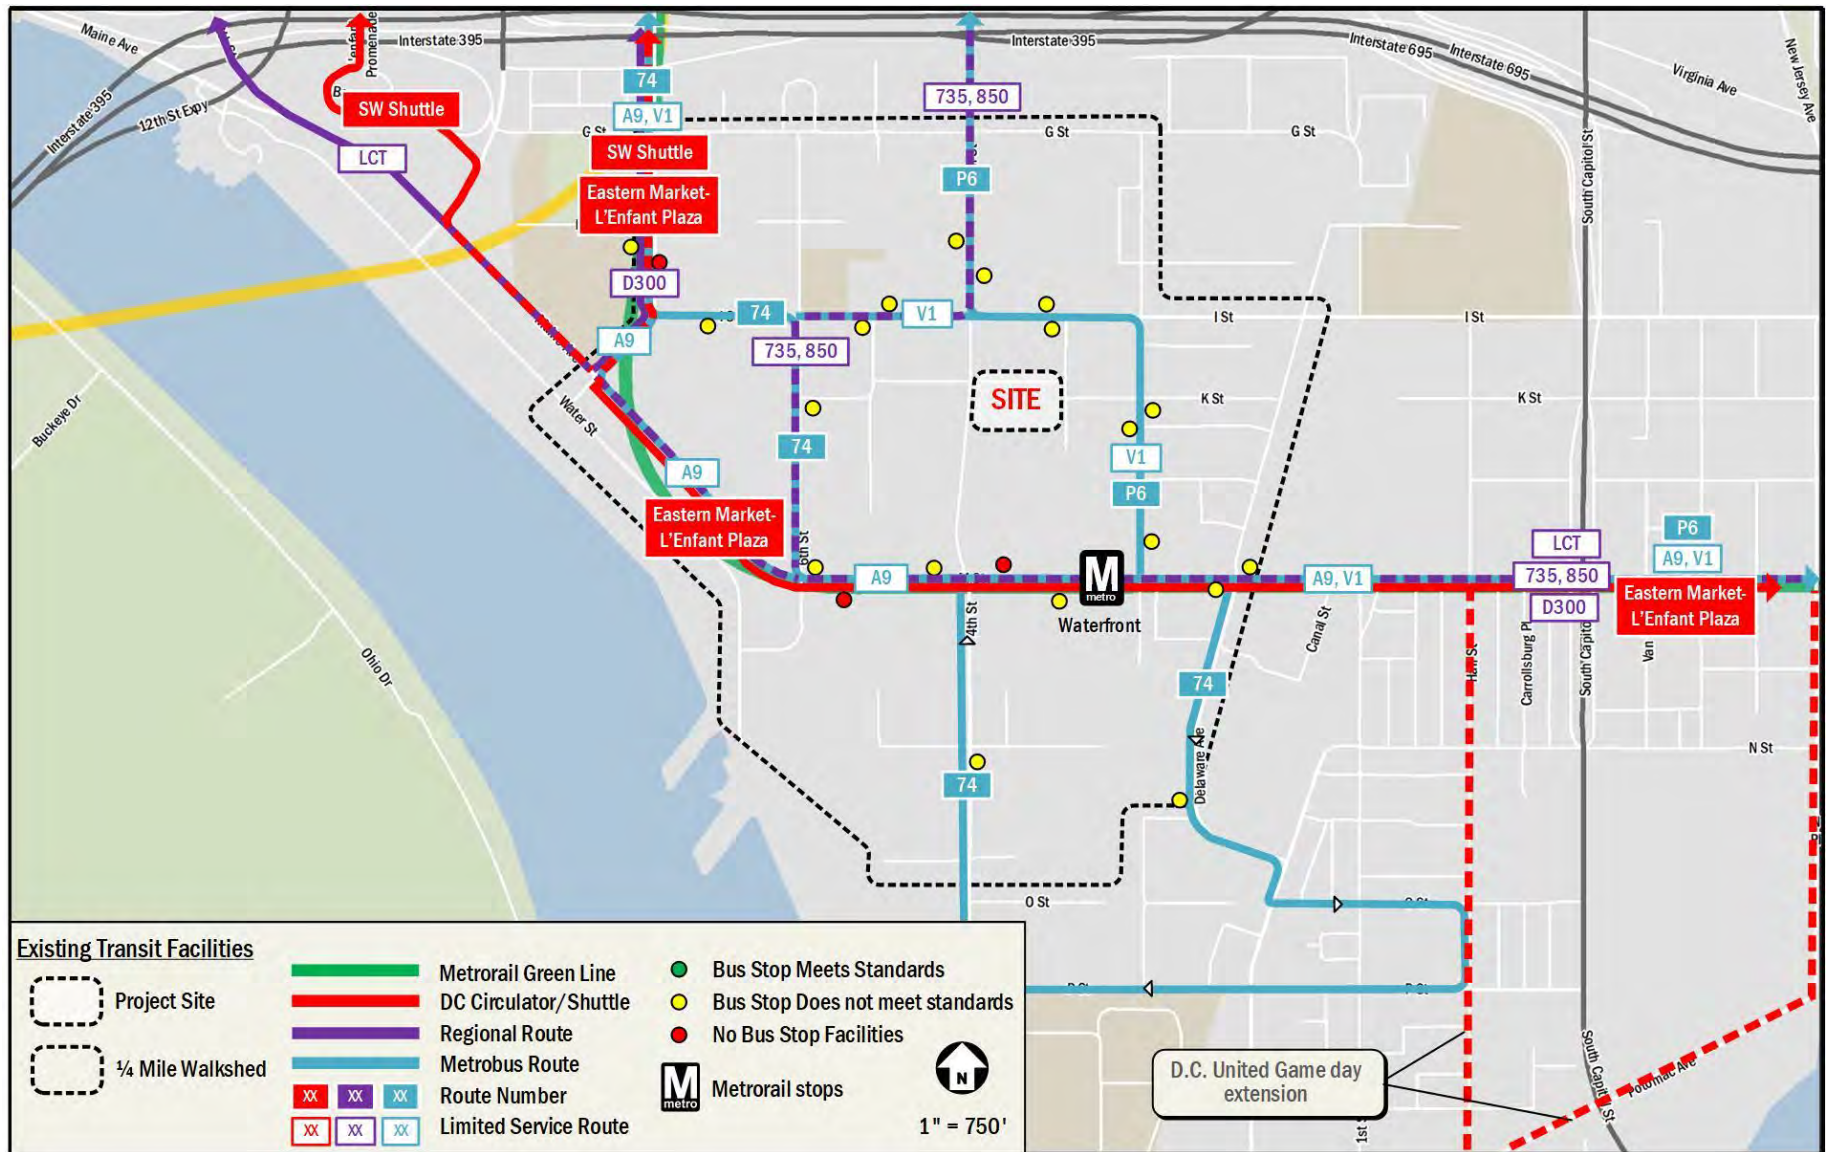 Maine Ave
Promenade
Interstate 395
Interstate 395
Interstate 695
Interstate 695
Virginia Ave
New Jersey Ave
Interstate 395
12th St Expy
SW Shuttle
LCT
74
A9, V1
735, 850
G St
G St
G St
SW Shuttle
P6
Eastern Market-
L'Enfant Plaza
South Capitol St
D300
74
V1
I St
I St
A9
735, 850
SITE
K St
K St
Buckeye Dr
Water St
74
A9
V1
P6
Eastern Market-
L'Enfant Plaza
6th St
LCT
P6
A9, V1
A9
M
metro
A9, V1
735, 850
D300
Eastern Market-
L'Enfant Plaza
Waterfront
4th St
Canal St
Half St
Carrollsburg Pl
South Capitol
Van
Ohio Dr
74
Delaware Ave
N St
74
O St
D.C. United Game day
extension
South Capitol St
Potomac Ave
Existing Transit Facilities
Project Site
¼ Mile Walkshed
Metrorail Green Line
DC Circulator/Shuttle
Regional Route
Metrobus Route
XX XX XX Route Number
XX XX XX Limited Service Route
Bus Stop Meets Standards
Bus Stop Does not meet standards
No Bus Stop Facilities
M
metro
Metrorail stops
N
1" = 750'